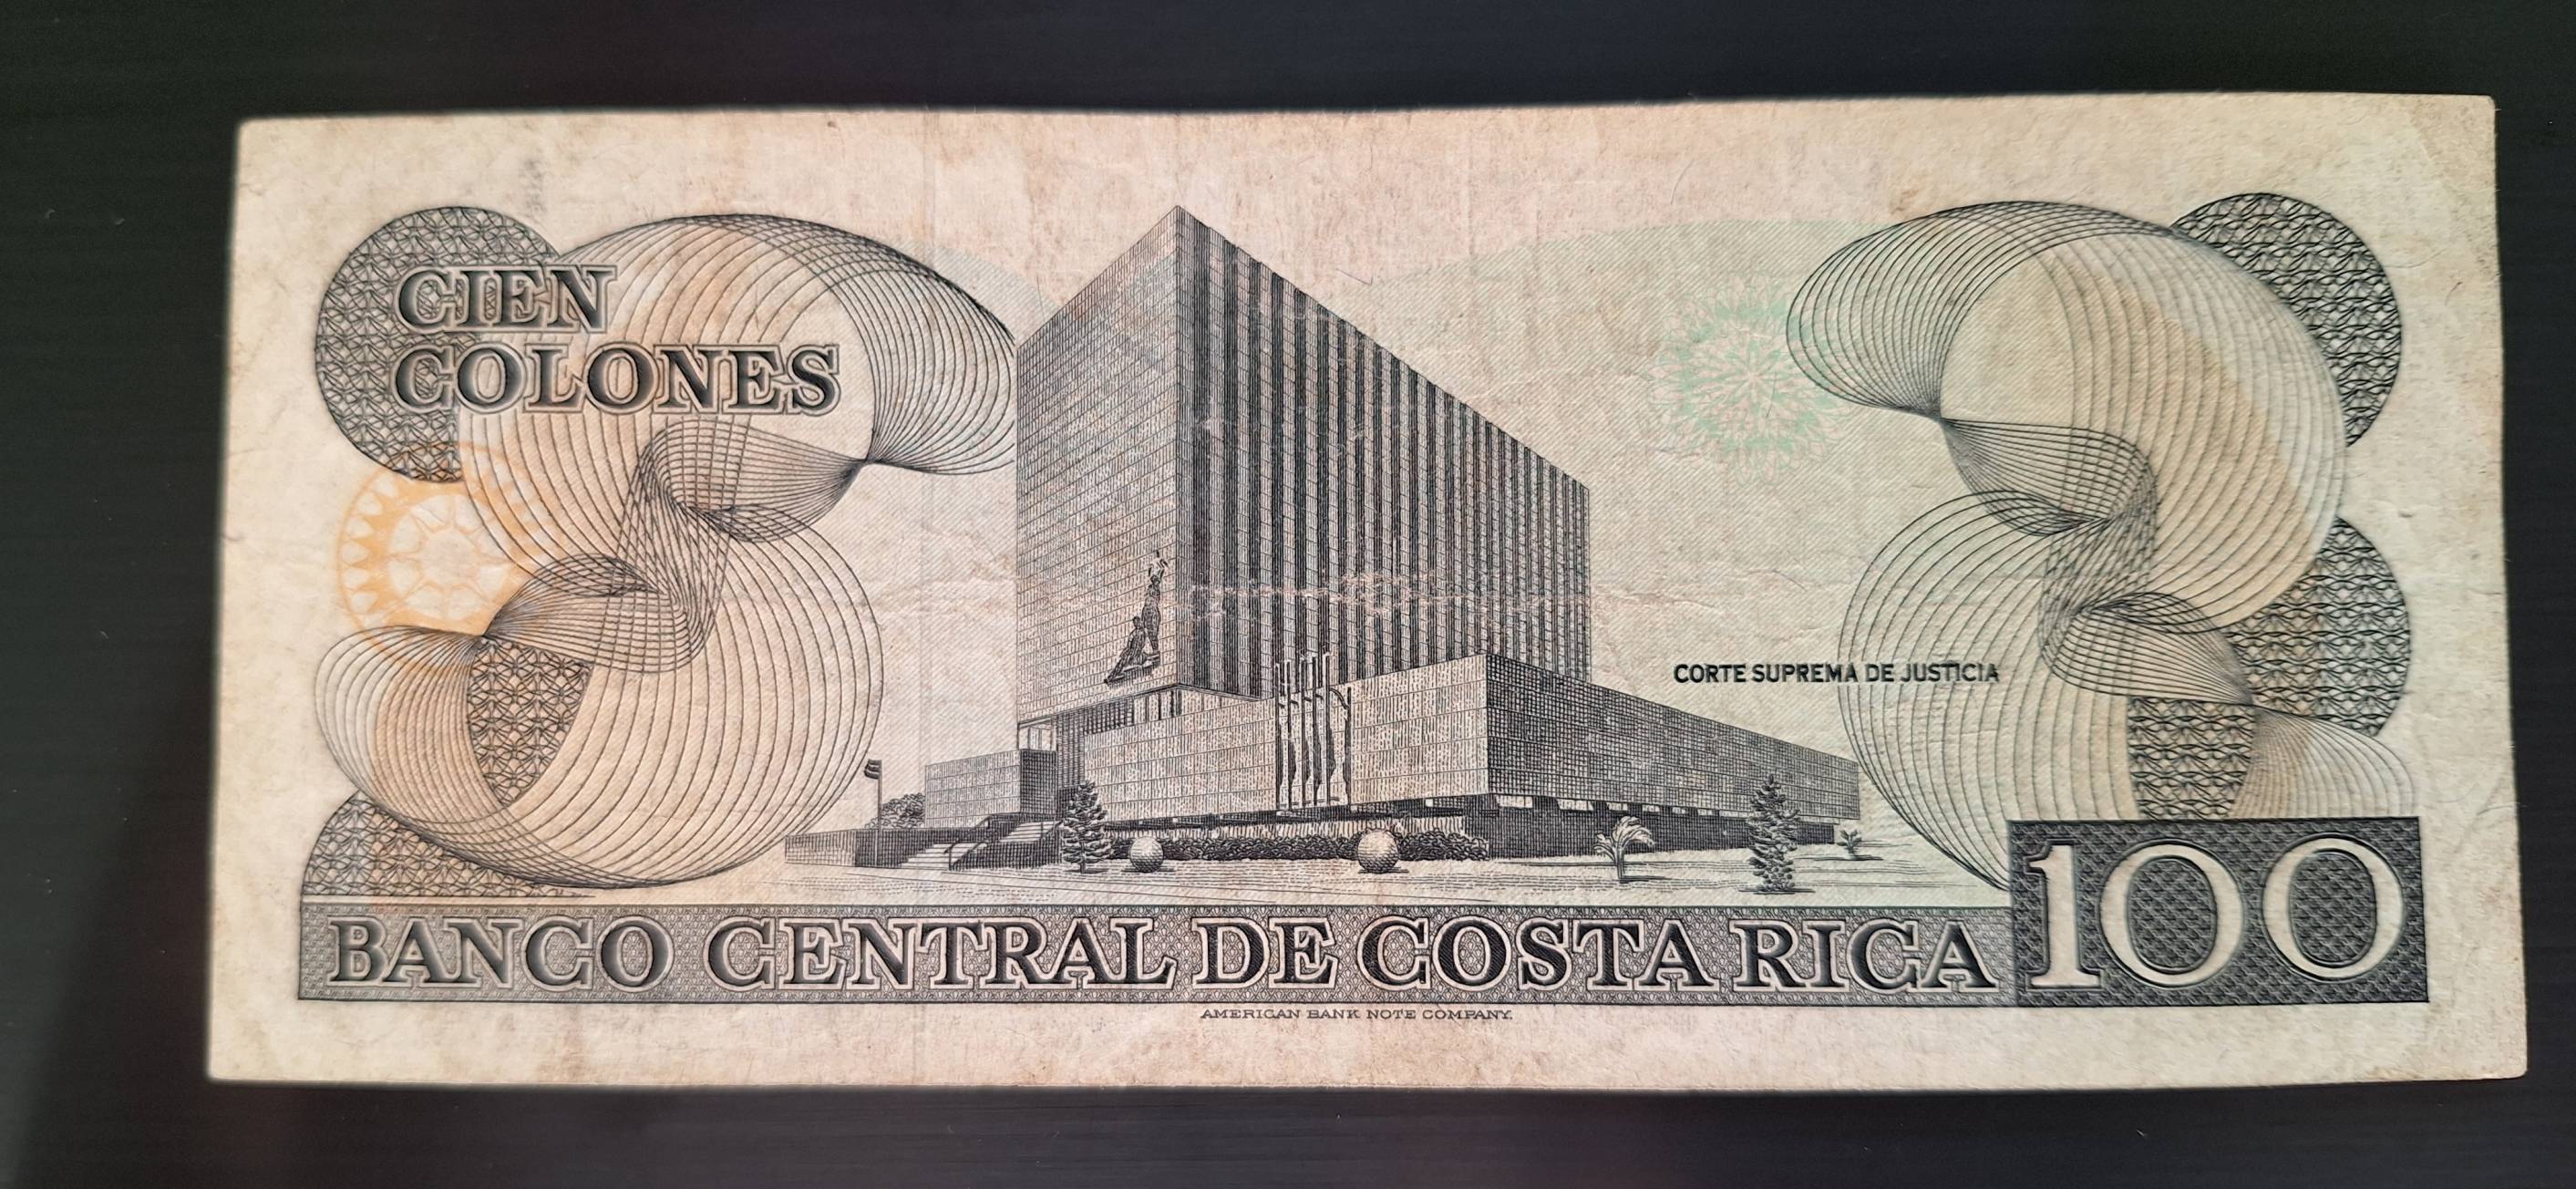 CIEN
COLONES
CORTE SUPREMA DE JUSTICIA
BANCO CENTRAL DE COSTA RICA 100
AMERICAN BANK NOTE COMPANY.